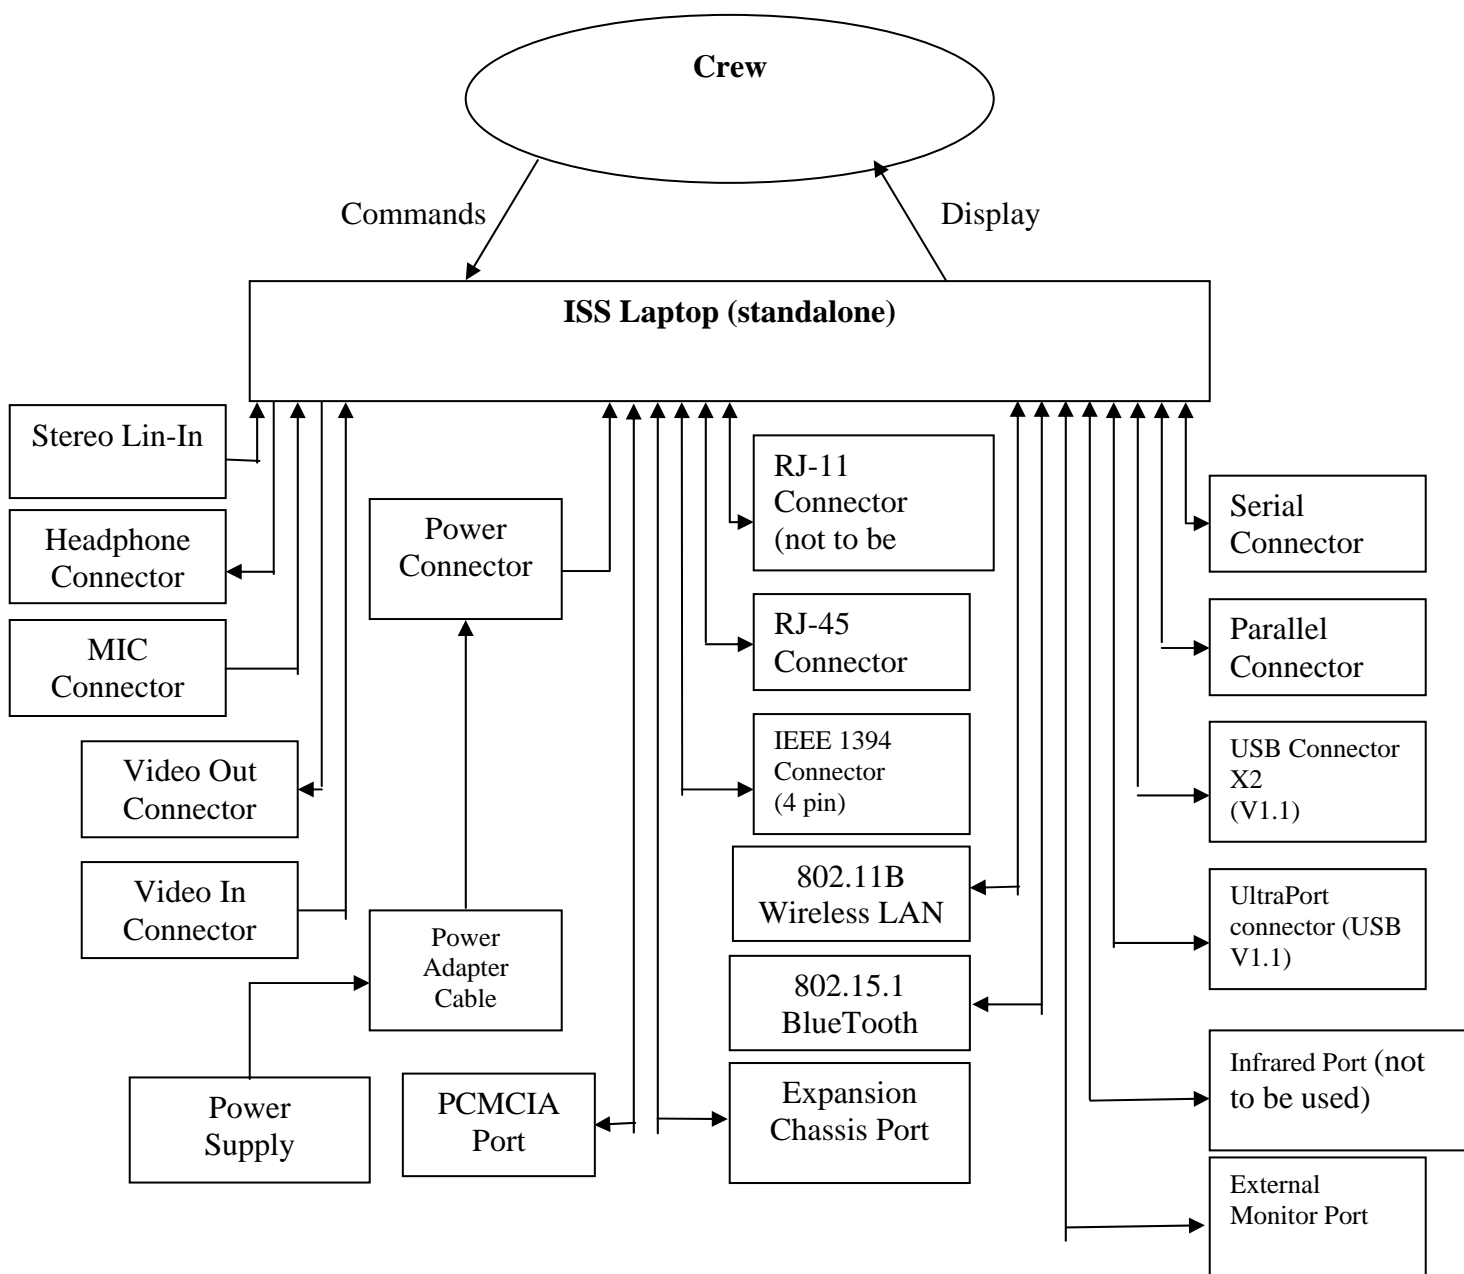 Crew
Commands
Display
ISS Laptop (standalone)
Stereo Lin-In
Headphone
Connector
MIC
Connector
Video Out
Connector
Video In
Connector
Power
Connector
Power
Adapter
Cable
Power
Supply
PCMCIA
Port
RJ-11
Connector
(not to be
RJ-45
Connector
IEEE 1394
Connector
(4 pin)
802.11B
Wireless LAN
802.15.1
BlueTooth
Expansion
Chassis Port
Serial
Connector
Parallel
Connector
USB Connector
X2
(V1.1)
UltraPort
connector (USB
V1.1)
Infrared Port (not
to be used)
External
Monitor Port